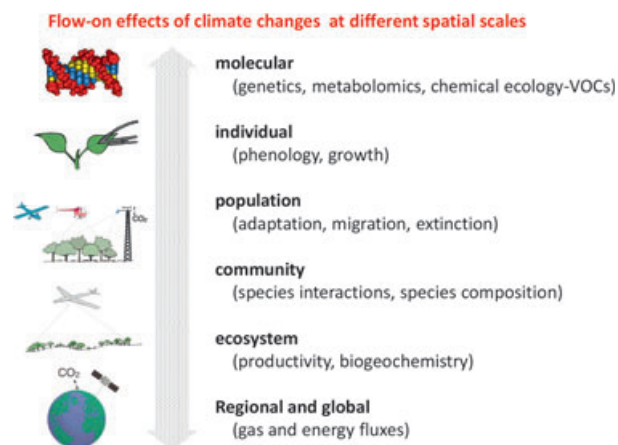 Flow-on effects of climate changes at different spatial scales
molecular
(genetics, metabolomics, chemical ecology-VOCs)
individual
(phenology, growth)
population
CO₂
(adaptation, migration, extinction)
community
(species interactions, species composition)
ecosystem
(productivity, biogeochemistry)
CO₂
Regional and global
(gas and energy fluxes)